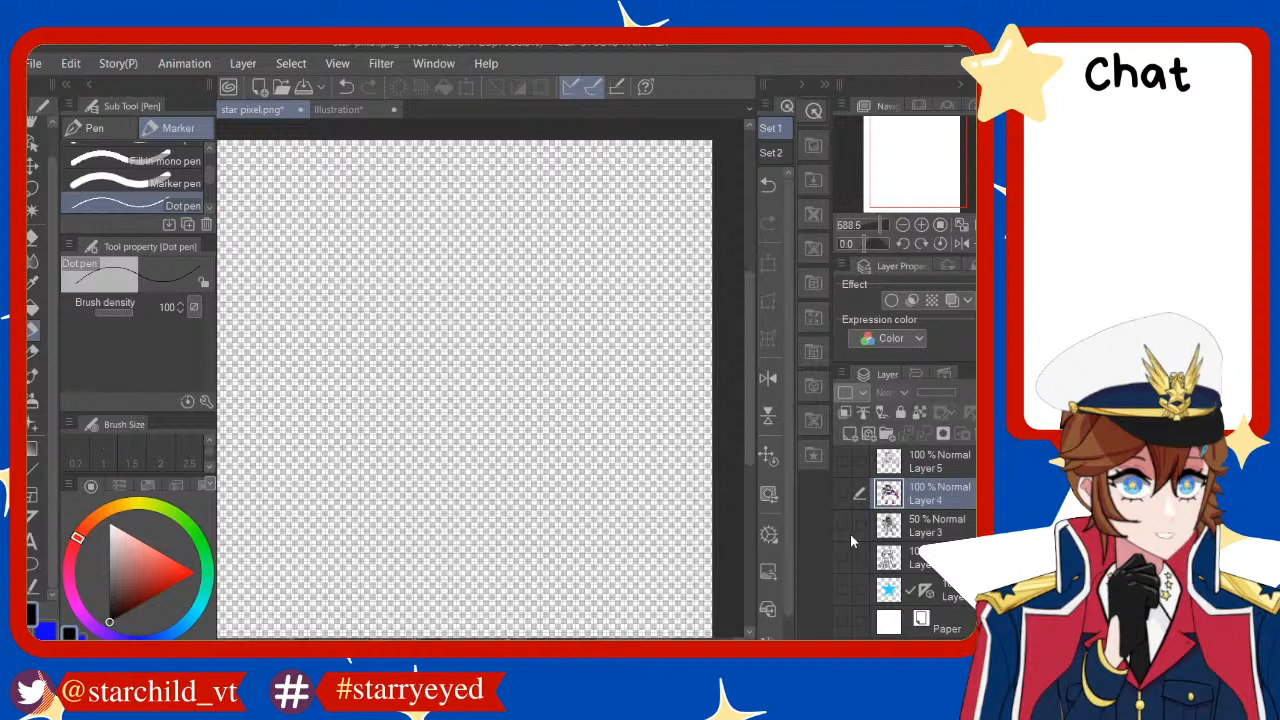 File Edit Story(P) Animation Layer Select View Filter Window Help
Sub Tool [Pen]
star pixel.png* Illustration*
Pen Marker
Fill in mono pen
Marker pen
Dot pen
Tool property [Dot pen]
Dot pen
Brush density 100
Brush Size
0.7 1 1.5 2 2.5
Set 1
Set 2
588.5
0.0
Effect
Expression color
Color
Layer
100 % Normal
Layer 5
100 % Normal
Layer 4
50 % Normal
Layer 3
Paper
Chat
@starchild_vt
# #starryeyed